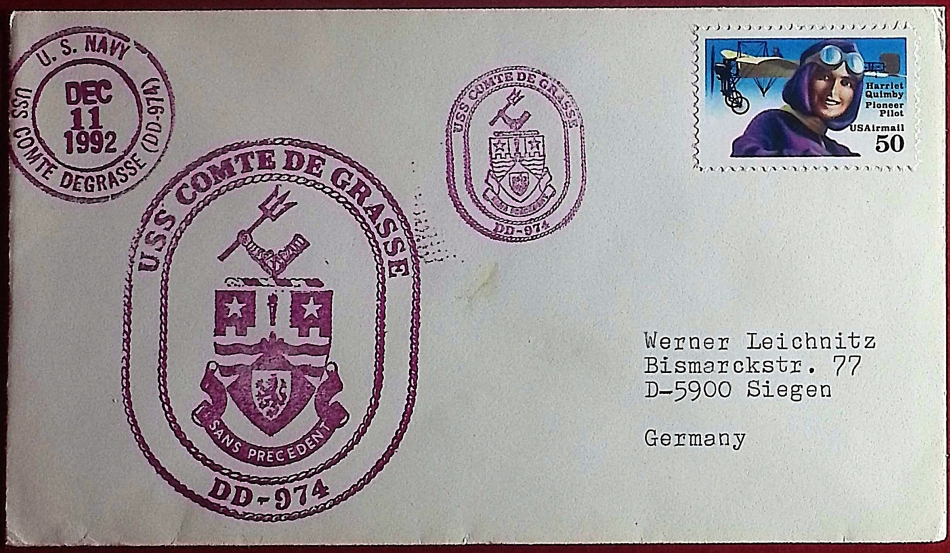 U. S. NAVY
DEC
11
1992
USS COMTE DEGRASSE (DD-974)
USS COMTE DE GRASSE
SANS PRECEDENT
DD-974
USS COMTE DE GRASSE
DD-974
Harriet
Quimby
Pioneer
Pilot
USAirmail
50
Werner Leichnitz
Bismarckstr. 77
D-5900 Siegen
Germany